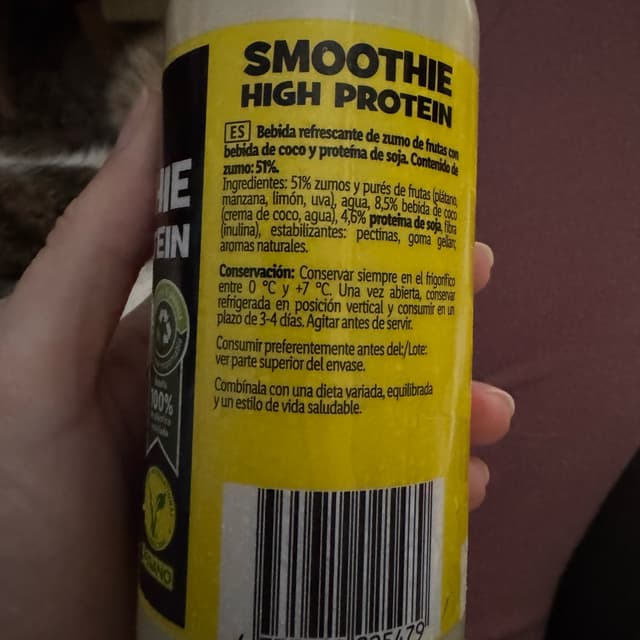 SMOOTHIE
HIGH PROTEIN
ES Bebida refrescante de zumo de frutas con
bebida de coco y proteína de soja. Contenido de
zumo: 51%.
Ingredientes: 51% zumos y purés de frutas (plátano,
manzana, limón, uva), agua, 8,5% bebida de coco
(crema de coco, agua), 4,6% proteína de soja, fibra
(inulina), estabilizantes: pectinas, goma gellan;
aromas naturales.
Conservación: Conservar siempre en el frigorífico
entre 0 °C y +7 °C. Una vez abierta, conservar
refrigerada en posición vertical y consumir en un
plazo de 3-4 días. Agitar antes de servir.
Consumir preferentemente antes del:/Lote:
ver parte superior del envase.
Combínala con una dieta variada, equilibrada
y un estilo de vida saludable.
IE
EIN
100%